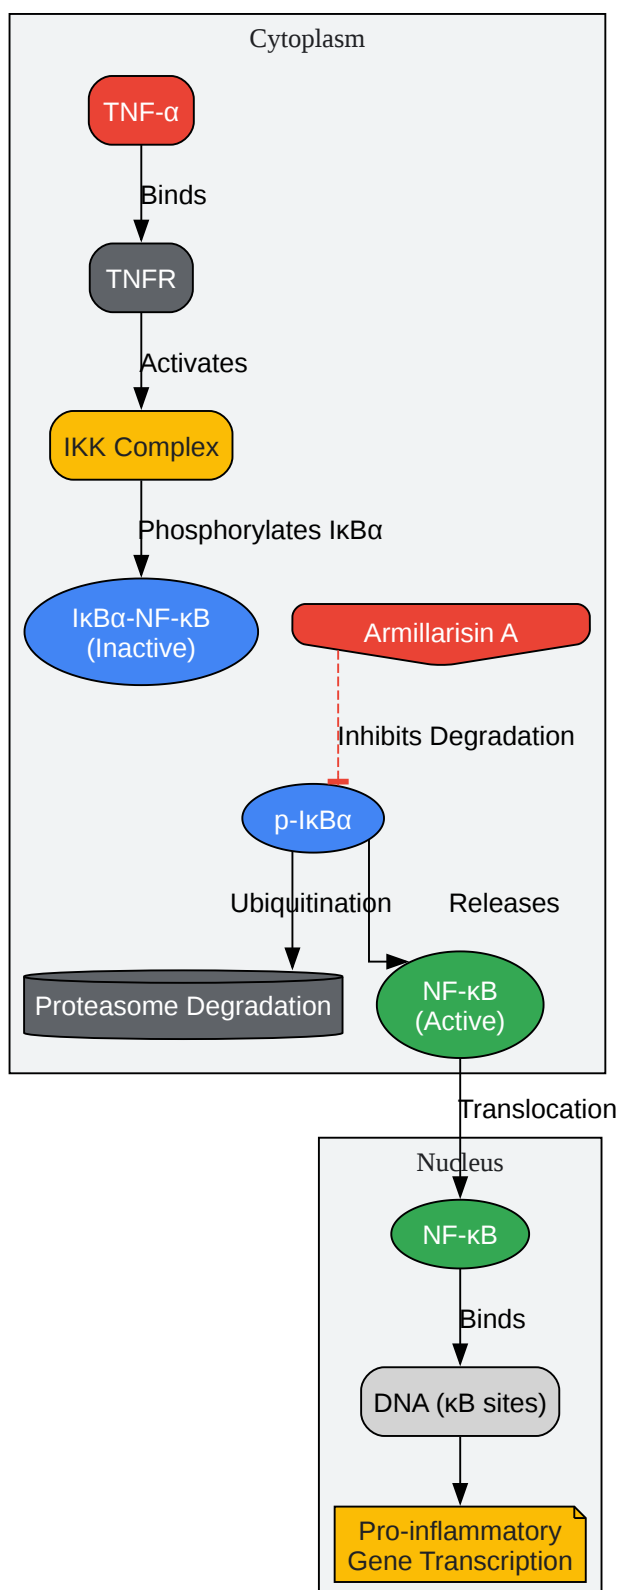 Cytoplasm
TNF-α
Binds
TNFR
Activates
IKK Complex
Phosphorylates IκBα
IκBα-NF-κB
(Inactive)
Armillarisin A
Inhibits Degradation
p-IκBα
Ubiquitination
Releases
Proteasome Degradation
NF-κB
(Active)
Translocation
Nucleus
NF-κB
Binds
DNA (κB sites)
Pro-inflammatory
Gene Transcription